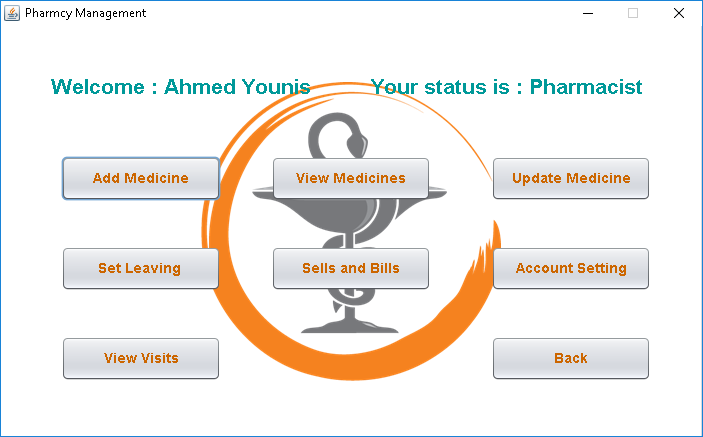 Pharmcy Management
Welcome : Ahmed Younis Your status is : Pharmacist
Add Medicine View Medicines Update Medicine
Set Leaving Sells and Bills Account Setting
View Visits Back